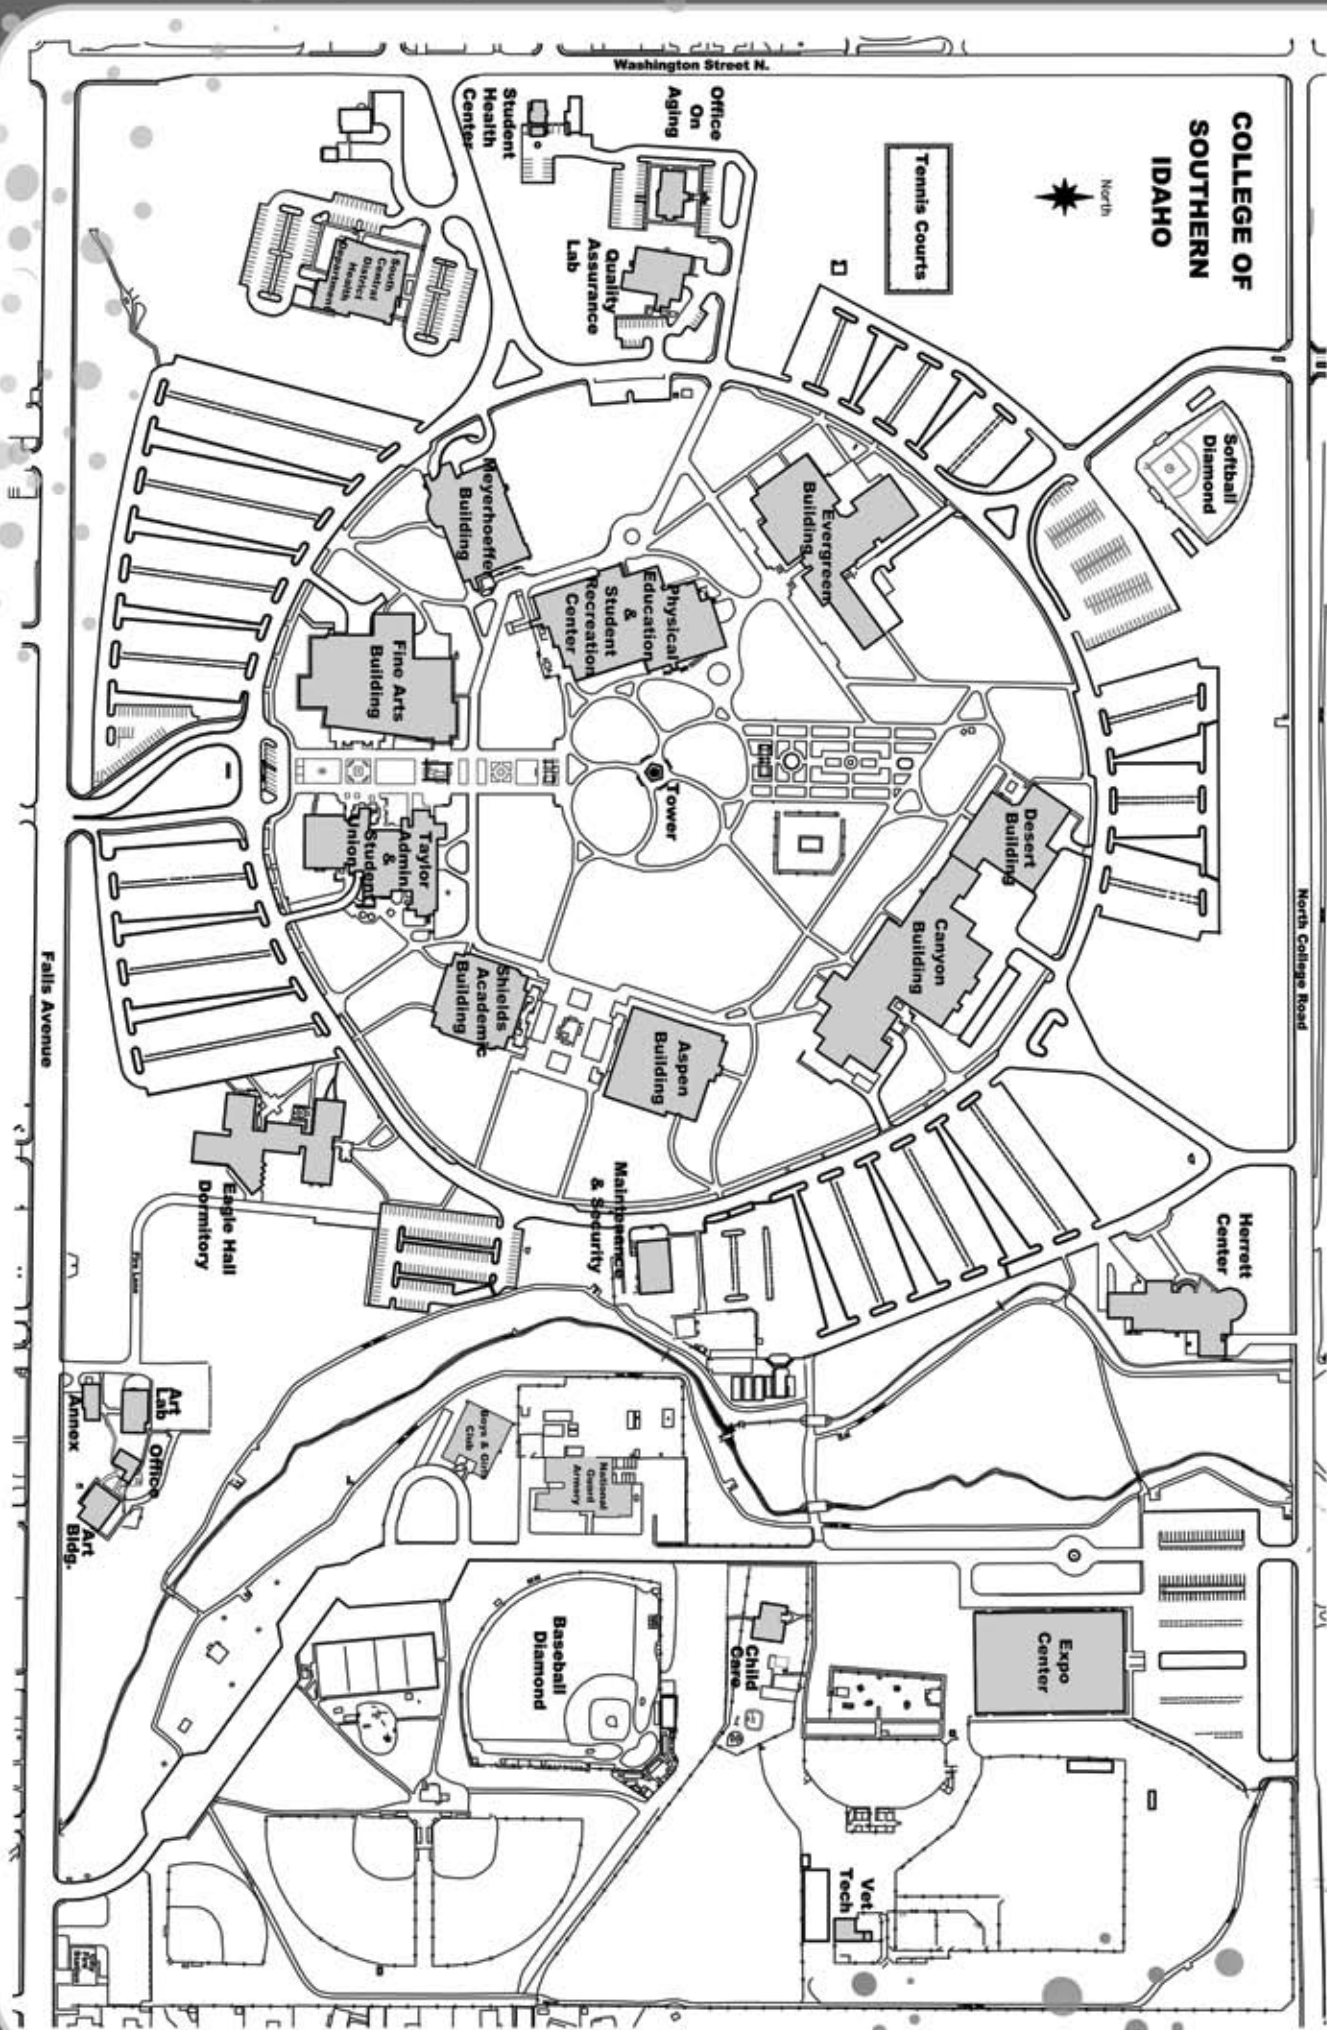 COLLEGE OF
SOUTHERN
IDAHO
North
Washington Street N.
North College Road
Falls Avenue
Tennis Courts
Softball
Diamond
Office
On
Aging
Student
Health
Center
Quality
Assurance
Lab
South
Central
District
Health
Department
Evergreen
Building
Meyerhoeffer
Building
Physical
Education
&
Student
Recreation
Center
Fine Arts
Building
Tower
Desert
Building
Canyon
Building
Taylor
Admin.
&
Student
Union
Shields
Academic
Building
Aspen
Building
Eagle Hall
Dormitory
Maintenance
& Security
Herrett
Center
Fire Lane
Art
Lab
Annex
Office
Art
Bldg.
Boys & Girls
Club
National
Guard
Armory
Expo
Center
Child
Care
Baseball
Diamond
Vet
Tech